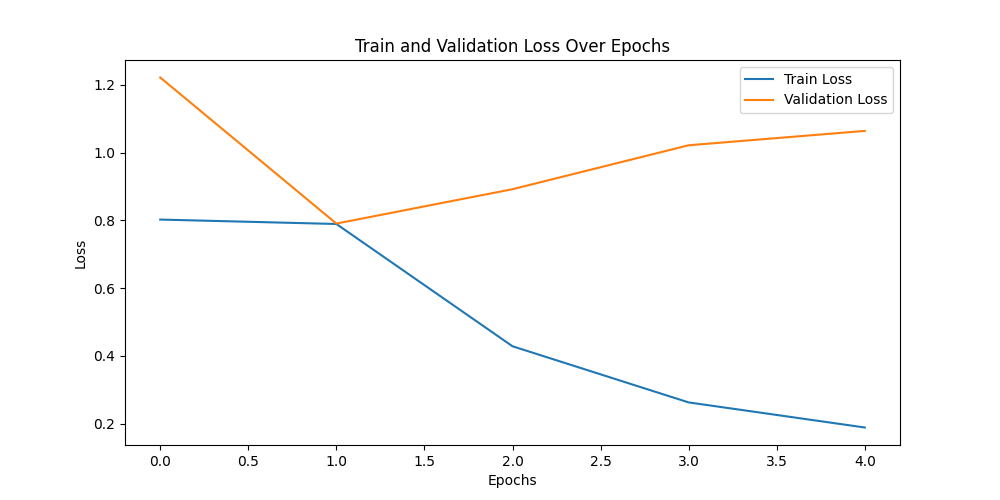 Train and Validation Loss Over Epochs
Train Loss
Validation Loss
1.2
1.0
0.8
0.6
0.4
0.2
Loss
0.0 0.5 1.0 1.5 2.0 2.5 3.0 3.5 4.0
Epochs